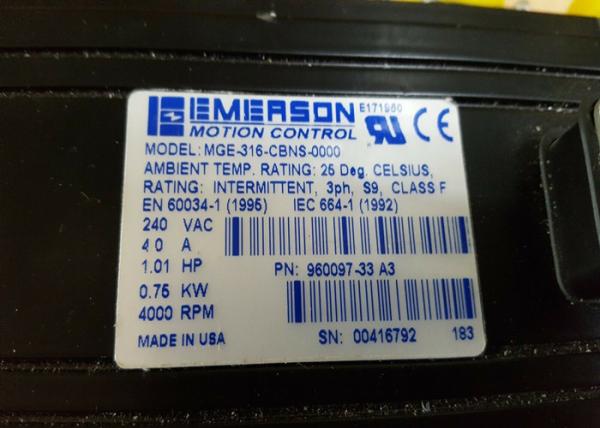 EMERSON
MOTION CONTROL
E171950
MODEL: MGE-316-CBNS-0000
AMBIENT TEMP. RATING: 25 Deg. CELSIUS,
RATING: INTERMITTENT, 3ph, S9, CLASS F
EN 60034-1 (1995) IEC 664-1 (1992)
240 VAC
4.0 A
1.01 HP
PN: 960097-33 A3
0.75 KW
4000 RPM
MADE IN USA
SN: 00416792 183